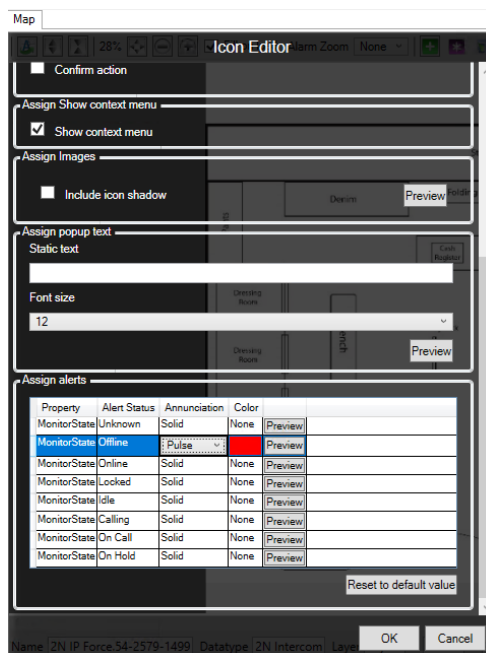 Map
28% Icon Editor Alarm Zoom None
Confirm action
Assign Show context menu
Show context menu
Assign Images
Include icon shadow Preview Folding
Denim
Assign popup text
Static text
Cash
Register
Font size
Dressing
Room
12
Dressing
Room
Preview
Assign alerts
Property Alert Status Annunciation Color
MonitorState Unknown Solid None Preview
MonitorState Offline Pulse Preview
MonitorState Online Solid None Preview
MonitorState Locked Solid None Preview
MonitorState Idle Solid None Preview
MonitorState Calling Solid None Preview
MonitorState On Call Solid None Preview
MonitorState On Hold Solid None Preview
Reset to default value
OK Cancel
Name 2N IP Force.54-2579-1499 Datatype 2N Intercom